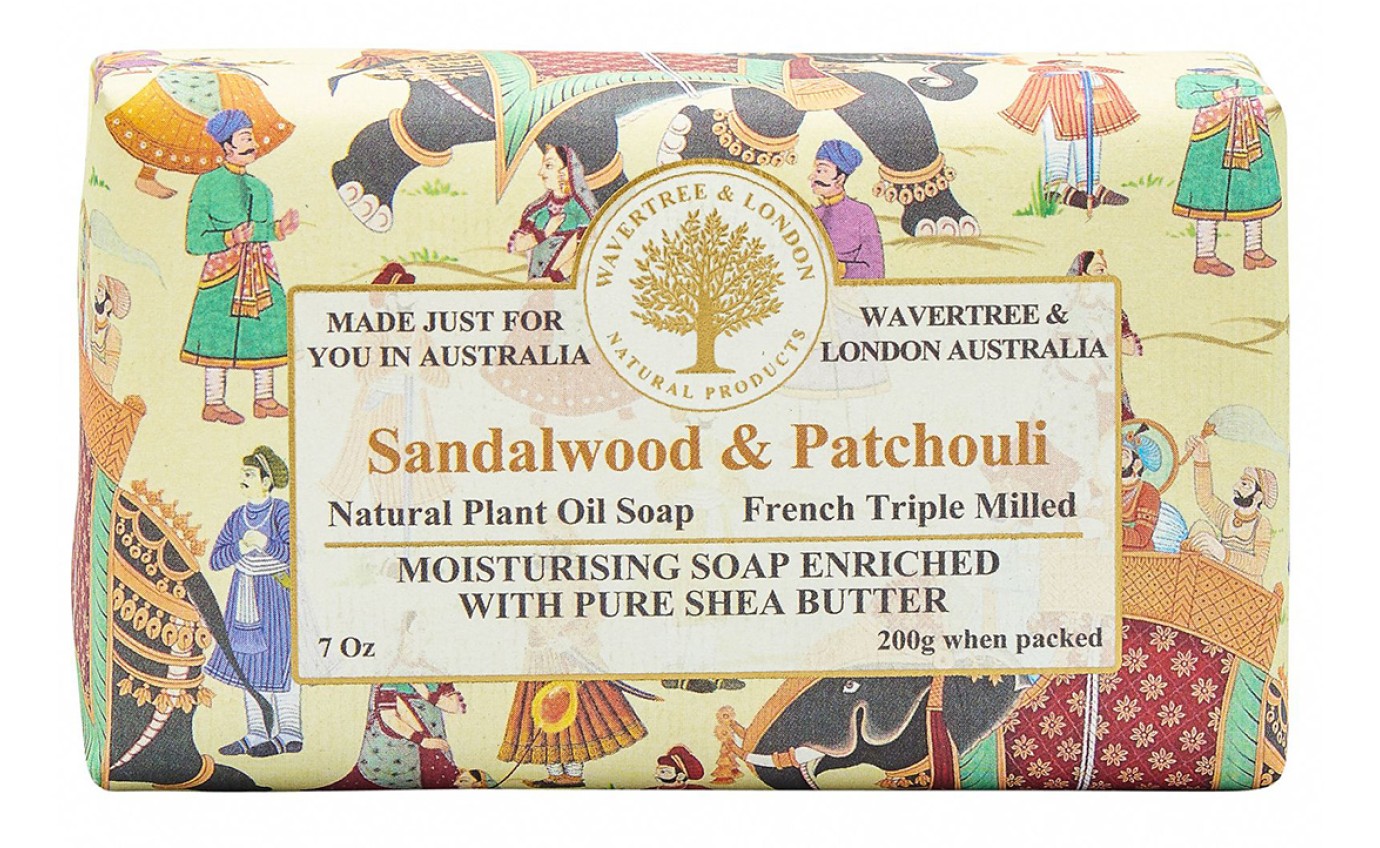 WAVERTREE & LONDON
NATURAL PRODUCTS
MADE JUST FOR
YOU IN AUSTRALIA
WAVERTREE &
LONDON AUSTRALIA
Sandalwood & Patchouli
Natural Plant Oil Soap
French Triple Milled
MOISTURISING SOAP ENRICHED
WITH PURE SHEA BUTTER
7 Oz
200g when packed